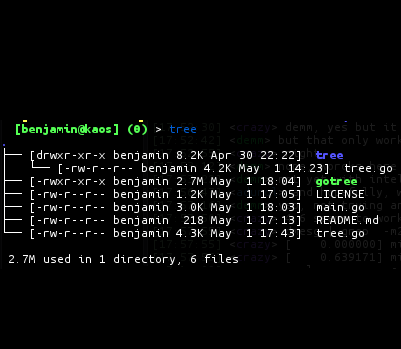 [benjamin@kaos] (0) > tree
.
├── [drwxr-xr-x benjamin 8.2K Apr 30 22:22]  tree
│   └── [-rw-r--r-- benjamin 4.2K May  1 14:23]  tree.go
├── [-rwxr-xr-x benjamin 2.7M May  1 18:04]  gotree
├── [-rw-r--r-- benjamin 1.2K May  1 17:05]  LICENSE
├── [-rw-r--r-- benjamin 3.0K May  1 18:03]  main.go
├── [-rw-r--r-- benjamin  218 May  1 17:13]  README.md
└── [-rw-r--r-- benjamin 4.3K May  1 17:43]  tree.go
2.7M used in 1 directory, 6 files